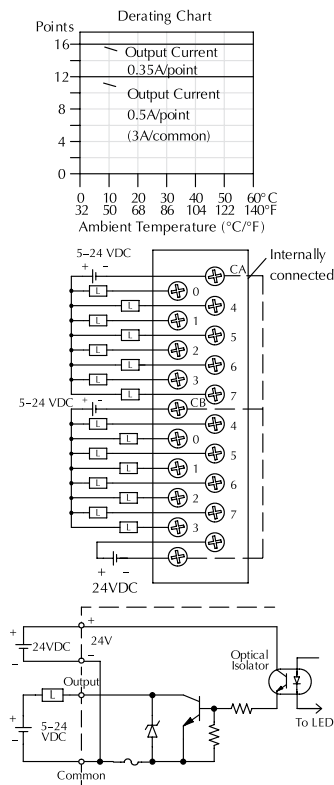 Derating Chart
Points
16
Output Current
0.35A/point
12
Output Current
0.5A/point
8
(3A/common)
4
0
0 10 20 30 40 50 60°C
32 50 68 86 104 122 140°F
Ambient Temperature (°C/°F)
5–24 VDC
+ –
Internally
connected
CA
L 0
L 4
L 1
L 5
L 2
L 6
L 3
L 7
5–24 VDC
+ –
CB
L 4
L 0
L 5
L 1
L 6
L 2
L 7
L 3
+ –
24VDC
+
24V
+
24VDC
–
–
Optical
Isolator
Output
L
+
5–24
VDC
–
To LED
Common